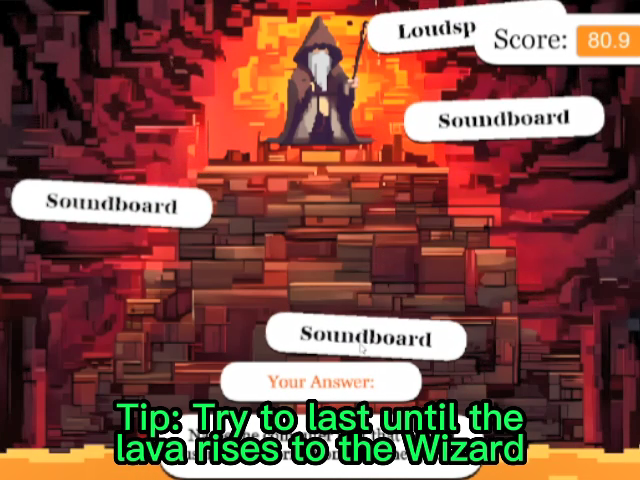 Loudsp
Score: 80.9
Soundboard
Soundboard
Soundboard
Your Answer:
Tip: Try to last until the
lava rises to the Wizard